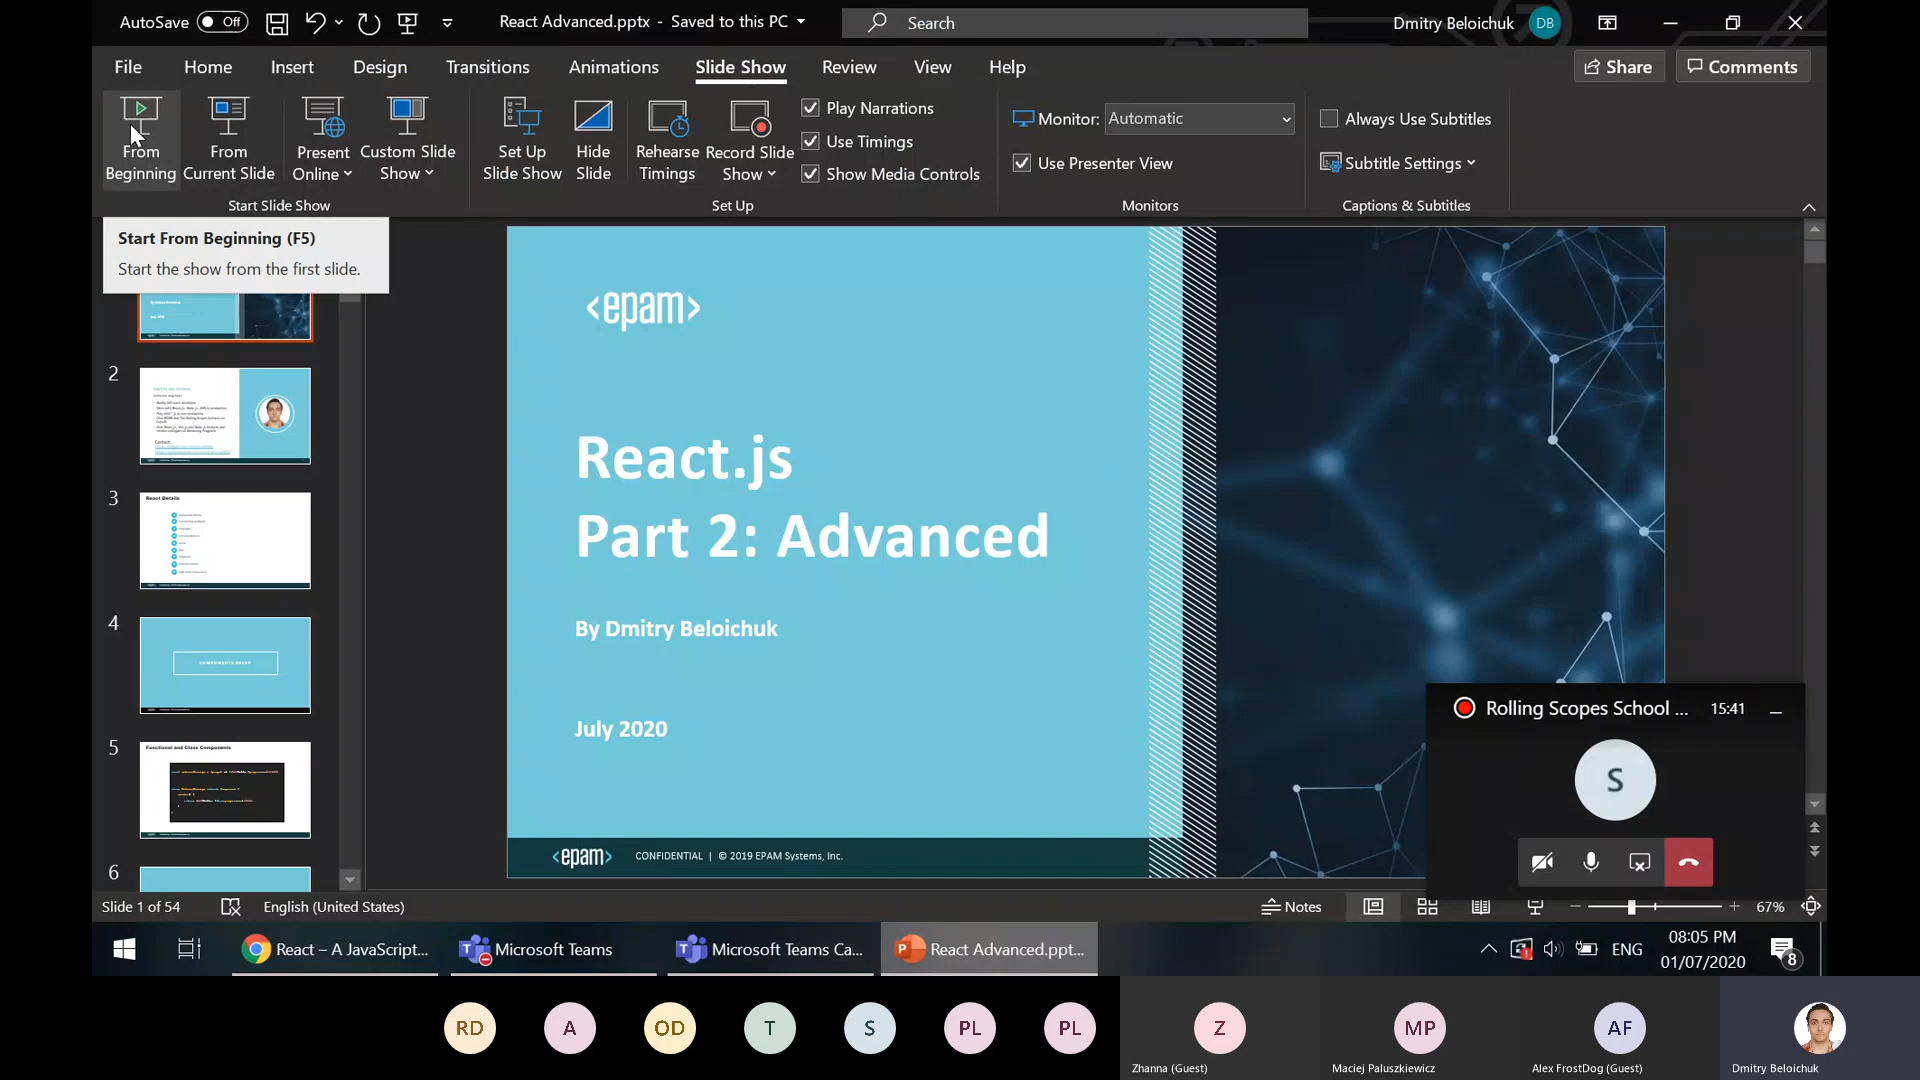 AutoSave Off
React Advanced.pptx - Saved to this PC
Search
Dmitry Beloichuk DB
File Home Insert Design Transitions Animations Slide Show Review View Help
Share Comments
From Beginning
From Current Slide
Present Online
Custom Slide Show
Set Up Slide Show
Hide Slide
Rehearse Timings
Record Slide Show
Play Narrations
Use Timings
Show Media Controls
Monitor: Automatic
Use Presenter View
Always Use Subtitles
Subtitle Settings
Start Slide Show
Set Up
Monitors
Captions & Subtitles
Start From Beginning (F5)
Start the show from the first slide.
2
3
React Details
4
COMPONENTS RECAP
5
Functional and Class Components
6
<epam>
React.js
Part 2: Advanced
By Dmitry Beloichuk
July 2020
<epam> CONFIDENTIAL | © 2019 EPAM Systems, Inc.
Rolling Scopes School ... 15:41
S
Slide 1 of 54
English (United States)
Notes
67%
React – A JavaScript...
Microsoft Teams
Microsoft Teams Ca...
React Advanced.ppt...
ENG
08:05 PM
01/07/2020
8
RD A OD T S PL PL Z MP AF
Zhanna (Guest)
Maciej Paluszkiewicz
Alex FrostDog (Guest)
Dmitry Beloichuk